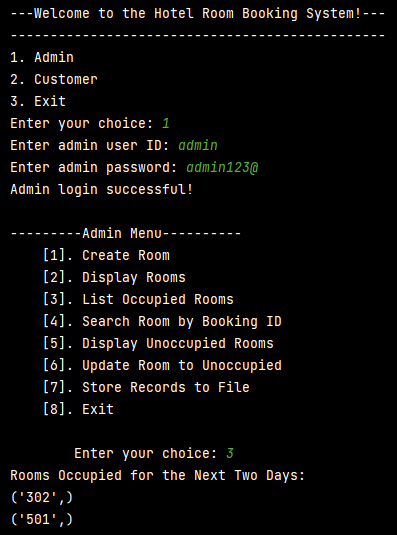 ---Welcome to the Hotel Room Booking System!---
-----------------------------------------------
1. Admin
2. Customer
3. Exit
Enter your choice: 1
Enter admin user ID: admin
Enter admin password: admin123@
Admin login successful!
---------Admin Menu----------
[1]. Create Room
[2]. Display Rooms
[3]. List Occupied Rooms
[4]. Search Room by Booking ID
[5]. Display Unoccupied Rooms
[6]. Update Room to Unoccupied
[7]. Store Records to File
[8]. Exit
Enter your choice: 3
Rooms Occupied for the Next Two Days:
('302',)
('501',)